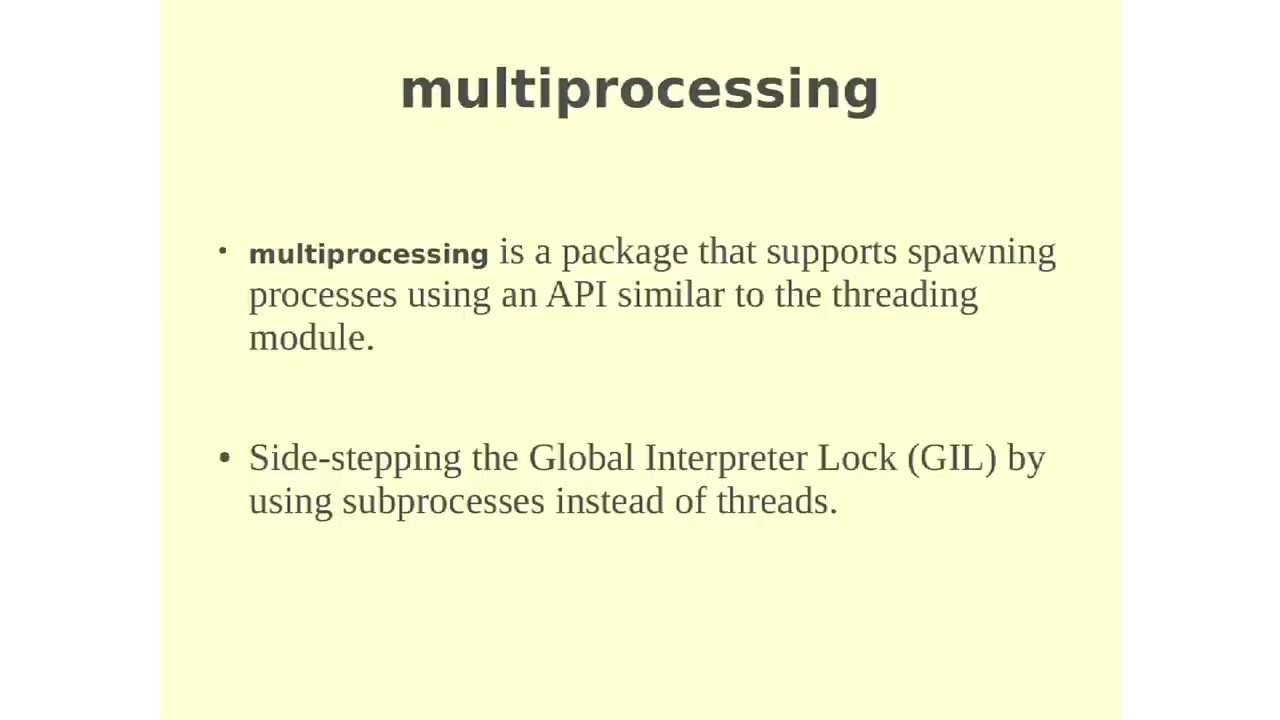 multiprocessing
• multiprocessing is a package that supports spawning
processes using an API similar to the threading
module.
• Side-stepping the Global Interpreter Lock (GIL) by
using subprocesses instead of threads.